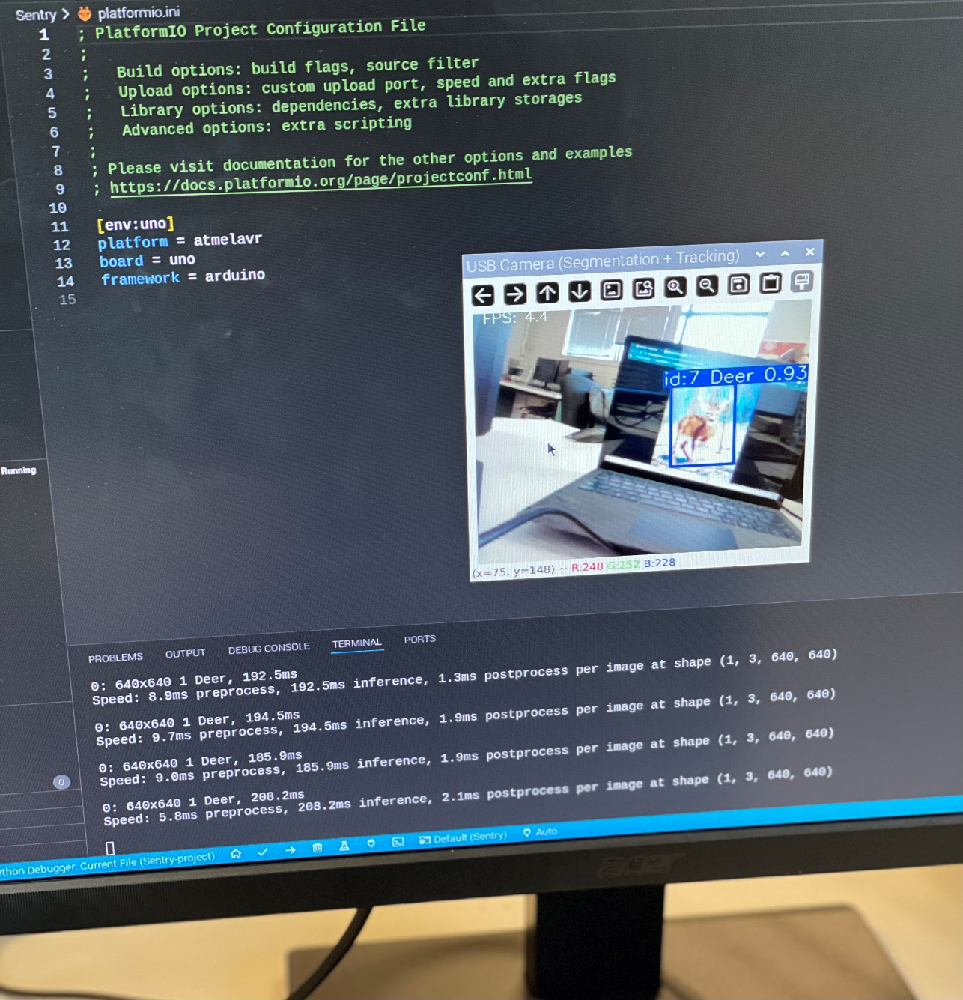 Sentry > platformio.ini
1 ; PlatformIO Project Configuration File
2 ;
3 ; Build options: build flags, source filter
4 ; Upload options: custom upload port, speed and extra flags
5 ; Library options: dependencies, extra library storages
6 ; Advanced options: extra scripting
7 ;
8 ; Please visit documentation for the other options and examples
9 ; https://docs.platformio.org/page/projectconf.html
10
11 [env:uno]
12 platform = atmelavr
13 board = uno
14 framework = arduino
15
USB Camera (Segmentation + Tracking)
FPS: 4.4
id:7 Deer 0.93
(x=75, y=148) ~ R:248 G:252 B:228
Running
PROBLEMS OUTPUT DEBUG CONSOLE TERMINAL PORTS
0: 640x640 1 Deer, 192.5ms
Speed: 8.9ms preprocess, 192.5ms inference, 1.3ms postprocess per image at shape (1, 3, 640, 640)
0: 640x640 1 Deer, 194.5ms
Speed: 9.7ms preprocess, 194.5ms inference, 1.9ms postprocess per image at shape (1, 3, 640, 640)
0: 640x640 1 Deer, 185.9ms
Speed: 9.0ms preprocess, 185.9ms inference, 1.9ms postprocess per image at shape (1, 3, 640, 640)
0: 640x640 1 Deer, 208.2ms
Speed: 5.8ms preprocess, 208.2ms inference, 2.1ms postprocess per image at shape (1, 3, 640, 640)
0
thon Debugger: Current File (Sentry-project) Default (Sentry) Auto